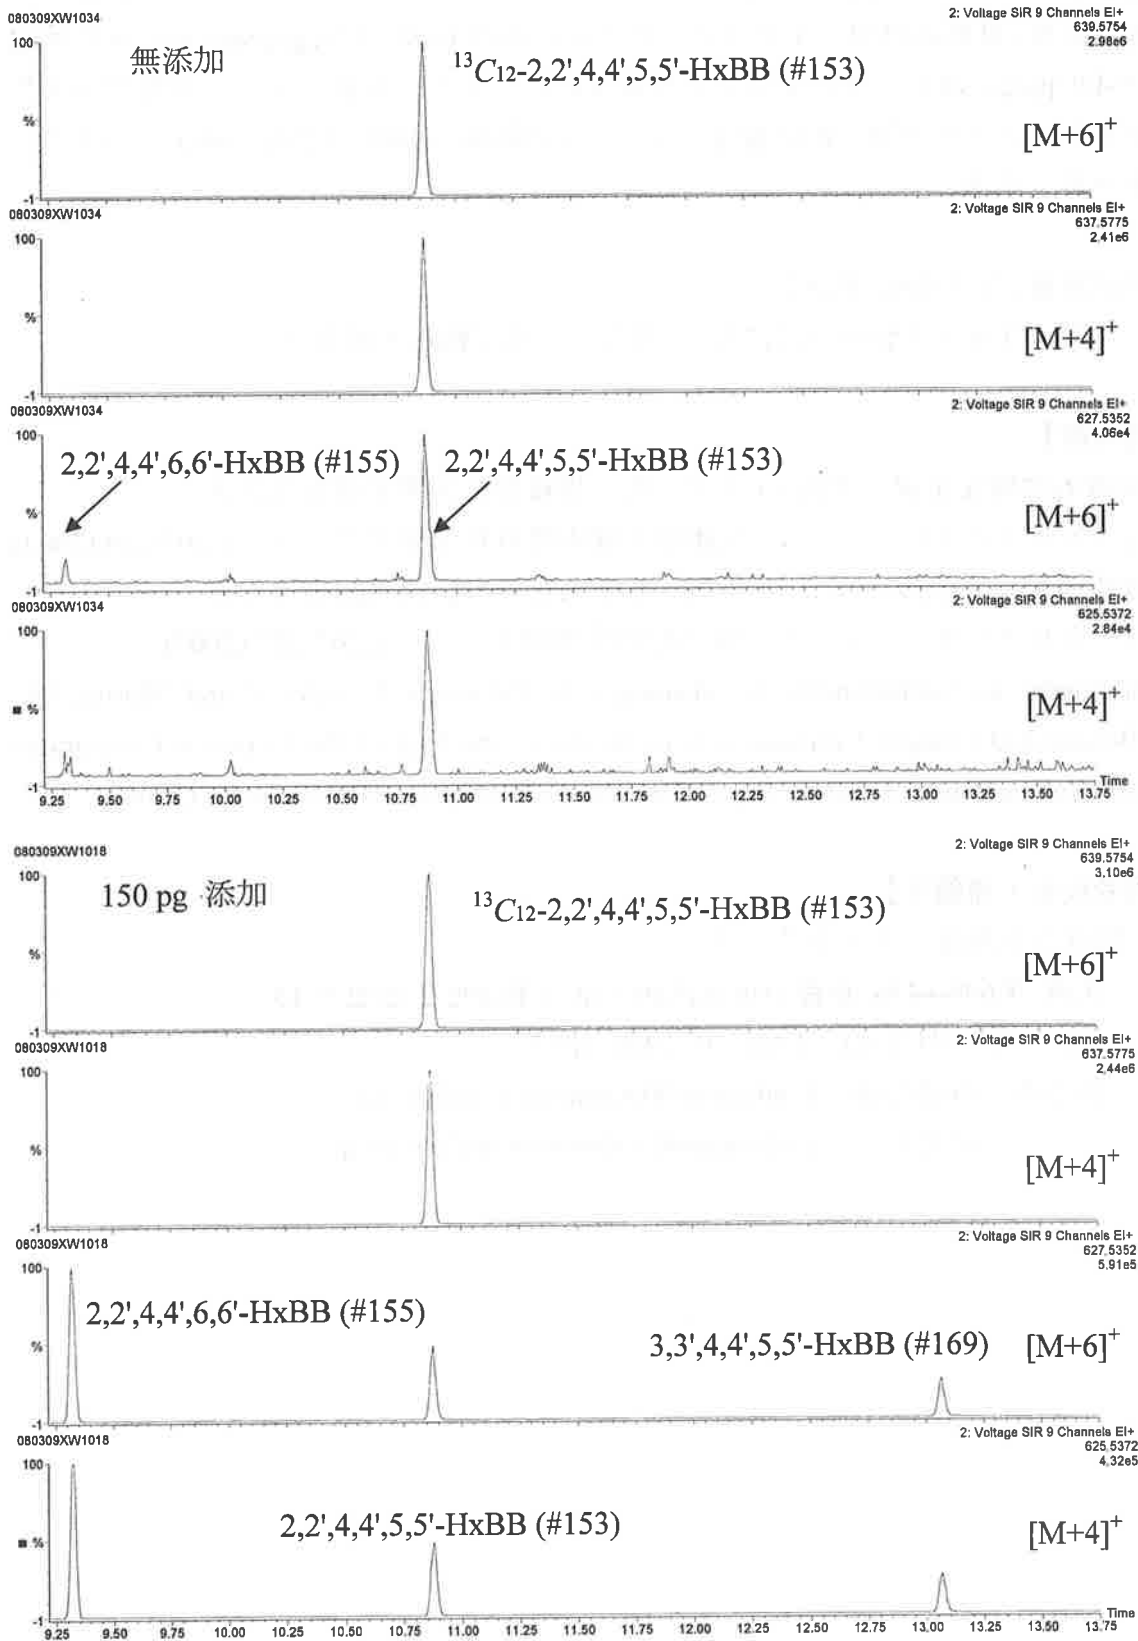 080309XW1034
2: Voltage SIR 9 Channels EI+
639.5754
2.98e6
100
無添加
¹³C12-2,2',4,4',5,5'-HxBB (#153)
%
[M+6]⁺
-1
080309XW1034
2: Voltage SIR 9 Channels EI+
637.5775
2.41e6
100
%
[M+4]⁺
-1
080309XW1034
2: Voltage SIR 9 Channels EI+
627.5352
4.06e4
100
2,2',4,4',6,6'-HxBB (#155)
2,2',4,4',5,5'-HxBB (#153)
%
[M+6]⁺
-1
080309XW1034
2: Voltage SIR 9 Channels EI+
625.5372
2.84e4
100
%
[M+4]⁺
-1
Time
9.25 9.50 9.75 10.00 10.25 10.50 10.75 11.00 11.25 11.50 11.75 12.00 12.25 12.50 12.75 13.00 13.25 13.50 13.75
080309XW1018
2: Voltage SIR 9 Channels EI+
639.5754
3.10e6
100
150 pg 添加
¹³C12-2,2',4,4',5,5'-HxBB (#153)
%
[M+6]⁺
-1
080309XW1018
2: Voltage SIR 9 Channels EI+
637.5775
2.44e6
100
%
[M+4]⁺
-1
080309XW1018
2: Voltage SIR 9 Channels EI+
627.5352
5.91e5
100
2,2',4,4',6,6'-HxBB (#155)
%
3,3',4,4',5,5'-HxBB (#169)
[M+6]⁺
-1
080309XW1018
2: Voltage SIR 9 Channels EI+
625.5372
4.32e5
100
2,2',4,4',5,5'-HxBB (#153)
%
[M+4]⁺
-1
Time
9.25 9.50 9.75 10.00 10.25 10.50 10.75 11.00 11.25 11.50 11.75 12.00 12.25 12.50 12.75 13.00 13.25 13.50 13.75